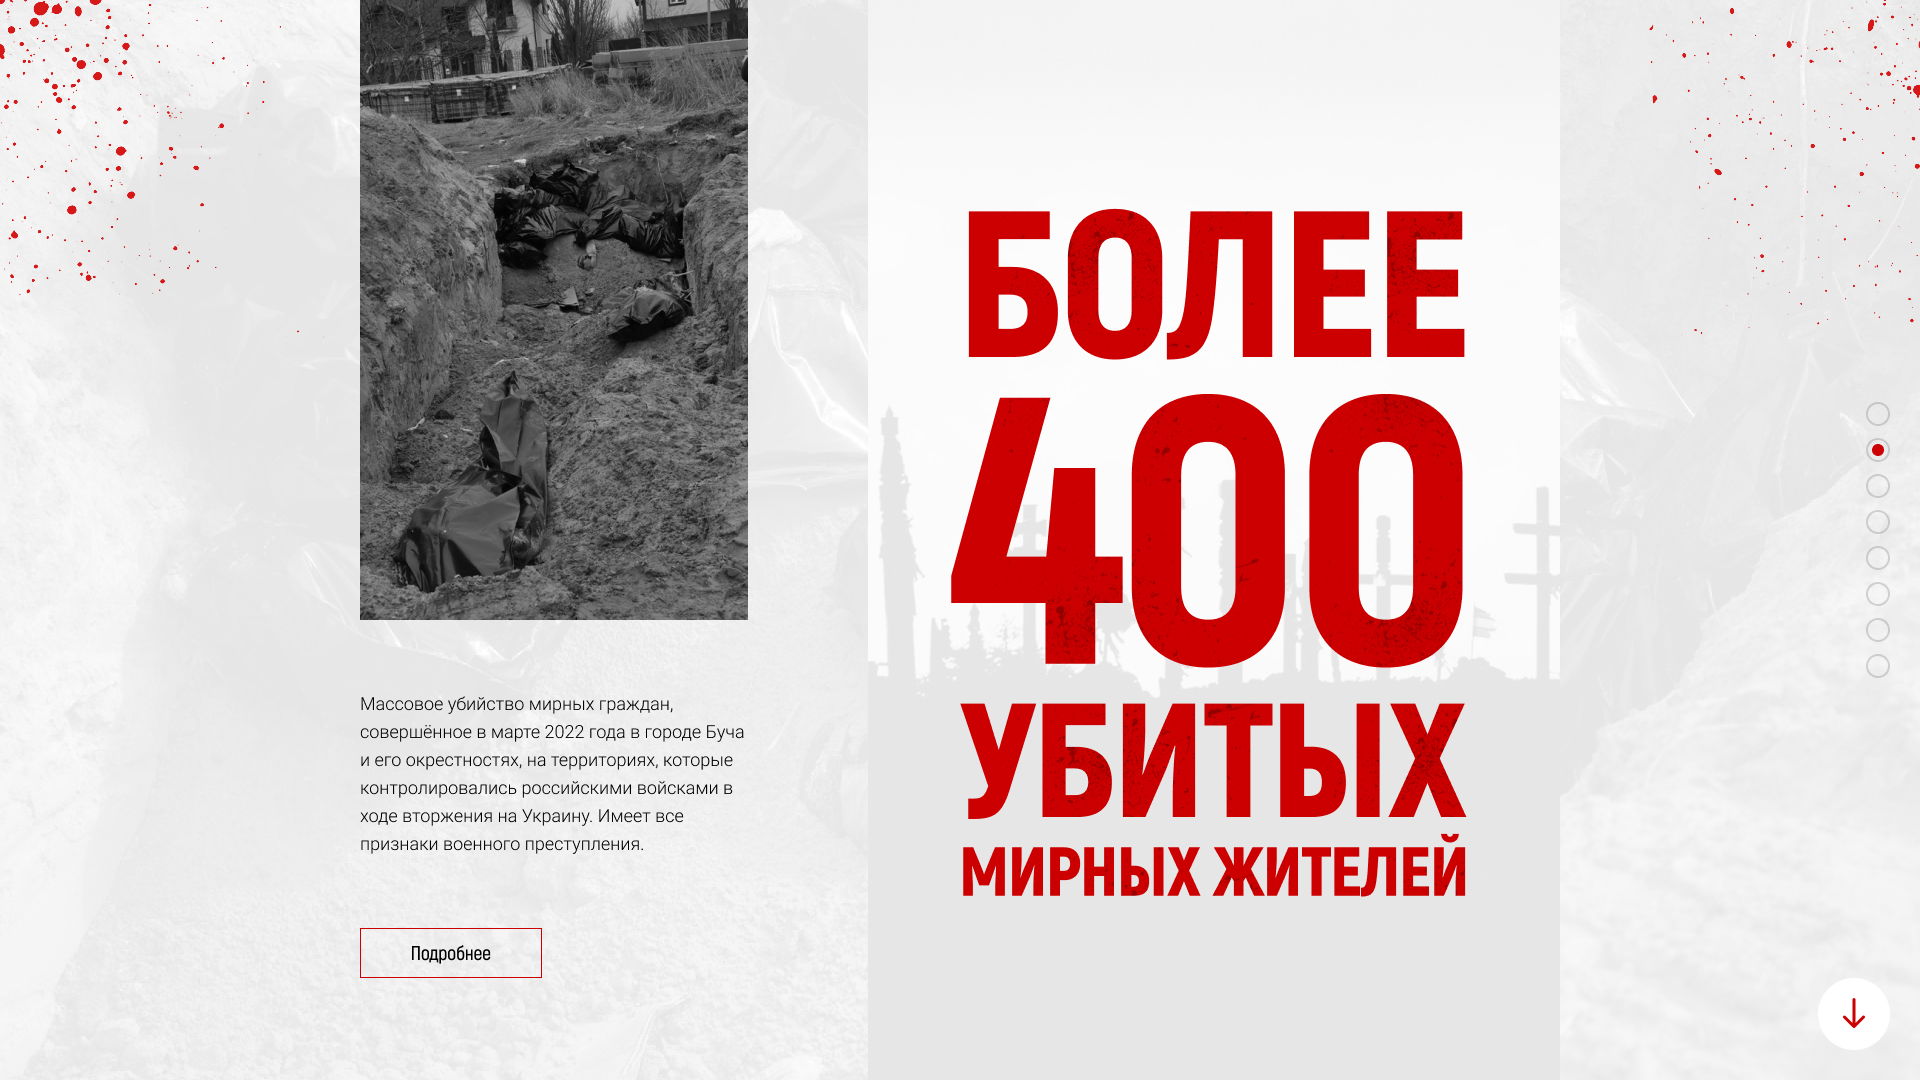 БОЛЕЕ
400
УБИТЫХ
МИРНЫХ ЖИТЕЛЕЙ
Массовое убийство мирных граждан,
совершённое в марте 2022 года в городе Буча
и его окрестностях, на территориях, которые
контролировались российскими войсками в
ходе вторжения на Украину. Имеет все
признаки военного преступления.
Подробнее